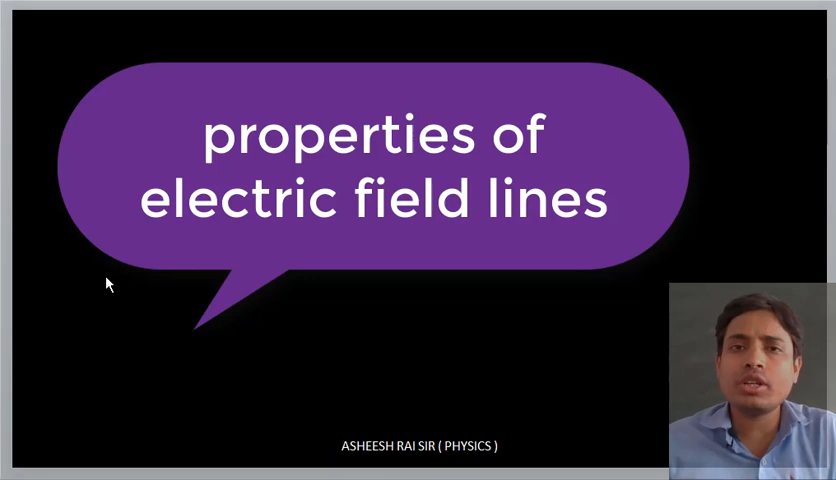 properties of
electric field lines
ASHEESH RAI SIR ( PHYSICS )